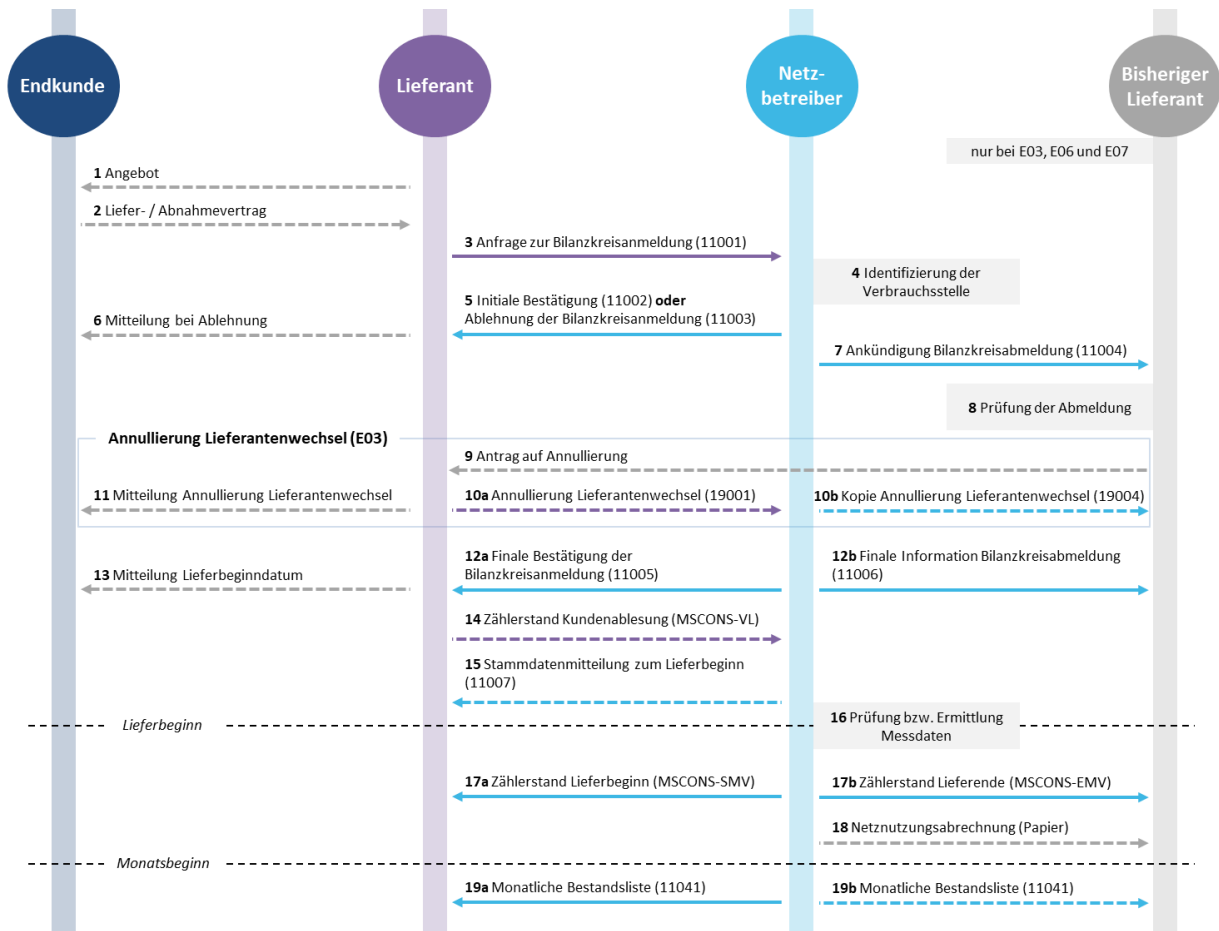 Endkunde
Lieferant
Netz-
betreiber
Bisheriger
Lieferant
nur bei E03, E06 und E07
1 Angebot
2 Liefer- / Abnahmevertrag
3 Anfrage zur Bilanzkreisanmeldung (11001)
4 Identifizierung der
Verbrauchsstelle
5 Initiale Bestätigung (11002) oder
Ablehnung der Bilanzkreisanmeldung (11003)
6 Mitteilung bei Ablehnung
7 Ankündigung Bilanzkreisabmeldung (11004)
8 Prüfung der Abmeldung
Annullierung Lieferantenwechsel (E03)
9 Antrag auf Annullierung
11 Mitteilung Annullierung Lieferantenwechsel
10a Annullierung Lieferantenwechsel (19001)
10b Kopie Annullierung Lieferantenwechsel (19004)
12a Finale Bestätigung der
Bilanzkreisanmeldung (11005)
12b Finale Information Bilanzkreisabmeldung
(11006)
13 Mitteilung Lieferbeginndatum
14 Zählerstand Kundenablesung (MSCONS-VL)
15 Stammdatenmitteilung zum Lieferbeginn
(11007)
Lieferbeginn
16 Prüfung bzw. Ermittlung
Messdaten
17a Zählerstand Lieferbeginn (MSCONS-SMV)
17b Zählerstand Lieferende (MSCONS-EMV)
18 Netznutzungsabrechnung (Papier)
Monatsbeginn
19a Monatliche Bestandsliste (11041)
19b Monatliche Bestandsliste (11041)